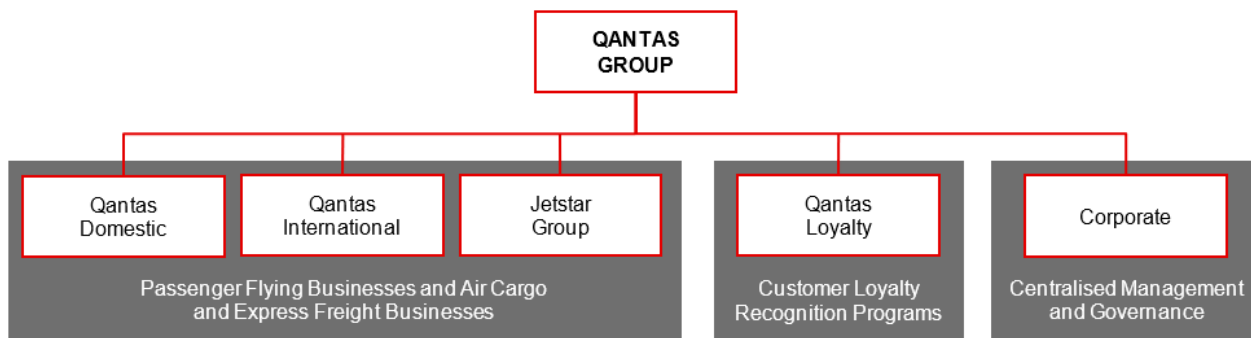 QANTAS
GROUP
Qantas
Domestic
Qantas
International
Jetstar
Group
Qantas
Loyalty
Corporate
Passenger Flying Businesses and Air Cargo
and Express Freight Businesses
Customer Loyalty
Recognition Programs
Centralised Management
and Governance